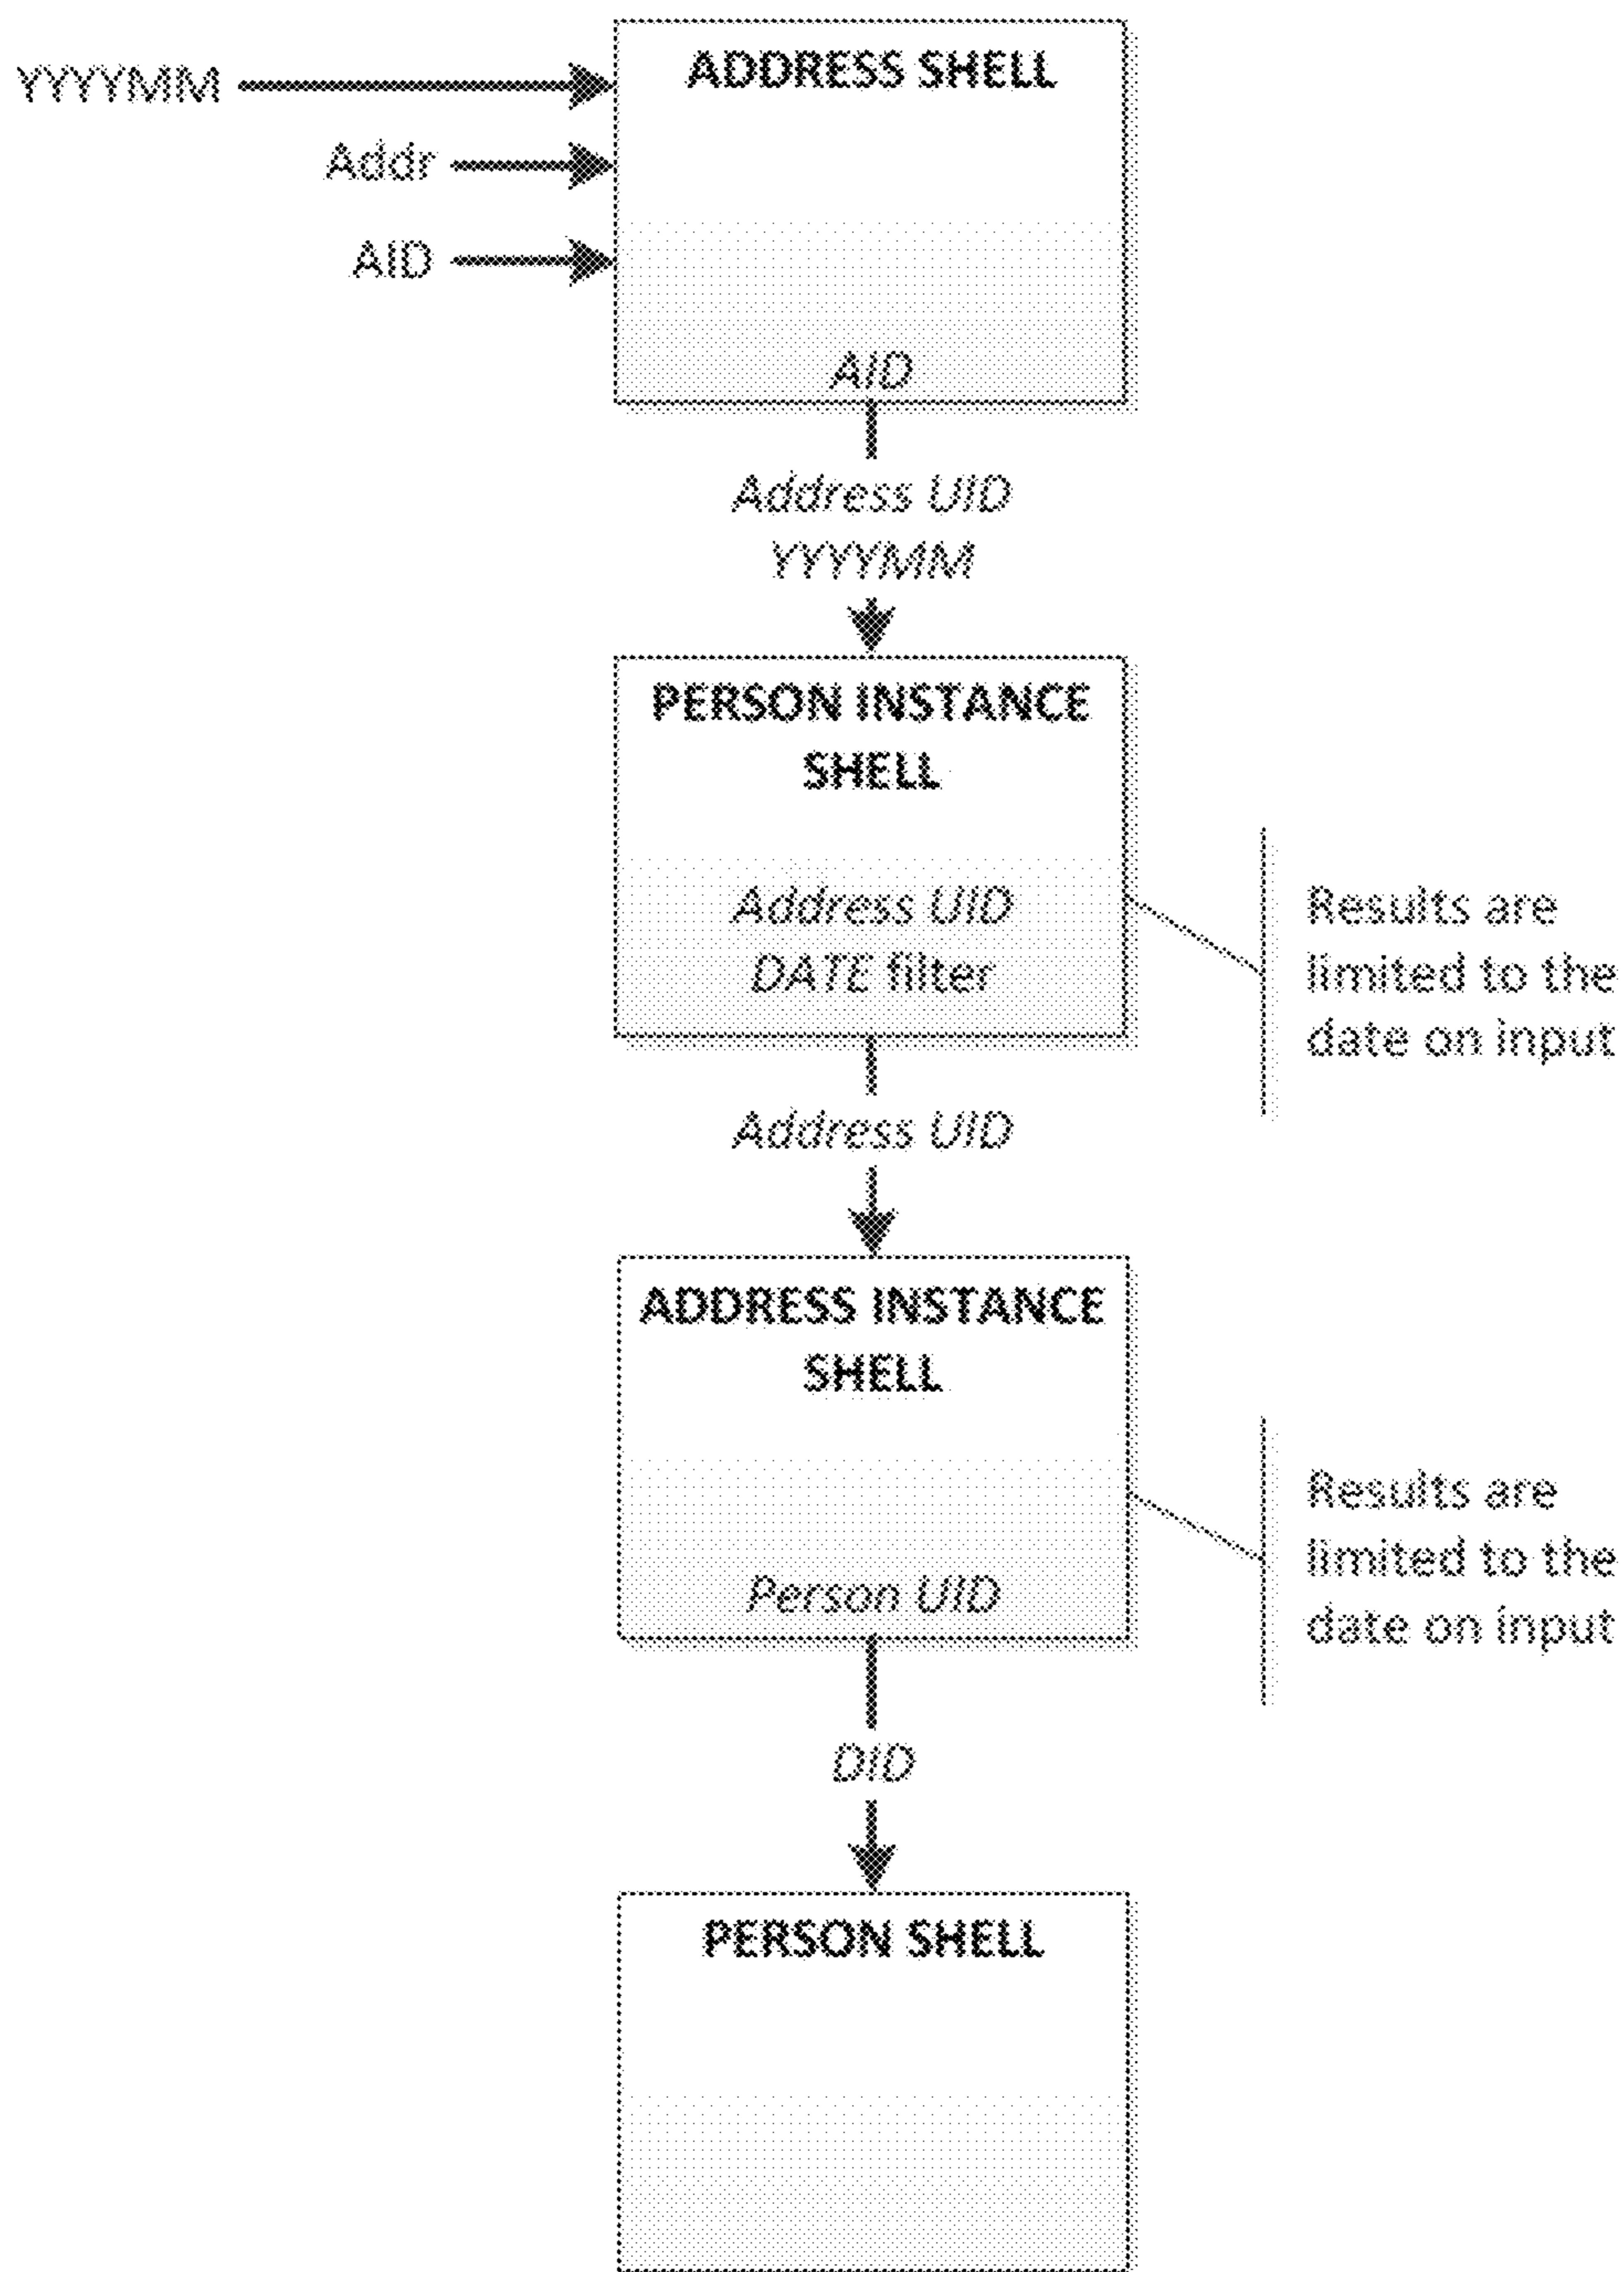 YYYYMM
Addr
AID
ADDRESS SHELL
AID
Address UID
YYYYMM
PERSON INSTANCE
SHELL
Address UID
DATE filter
Results are
limited to the
date on input
Address UID
ADDRESS INSTANCE
SHELL
Person UID
Results are
limited to the
date on input
DID
PERSON SHELL